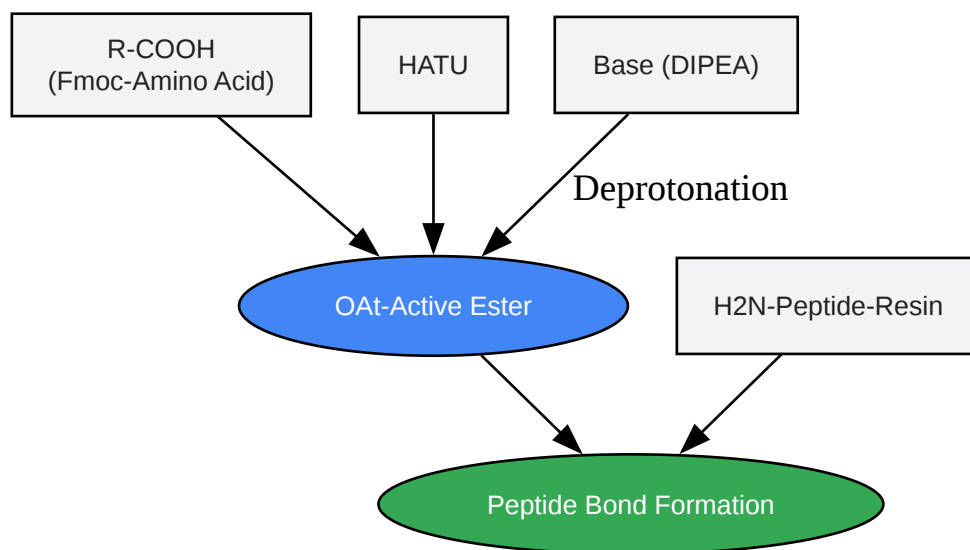 R-COOH
(Fmoc-Amino Acid)
HATU
Base (DIPEA)
Deprotonation
OAt-Active Ester
H2N-Peptide-Resin
Peptide Bond Formation